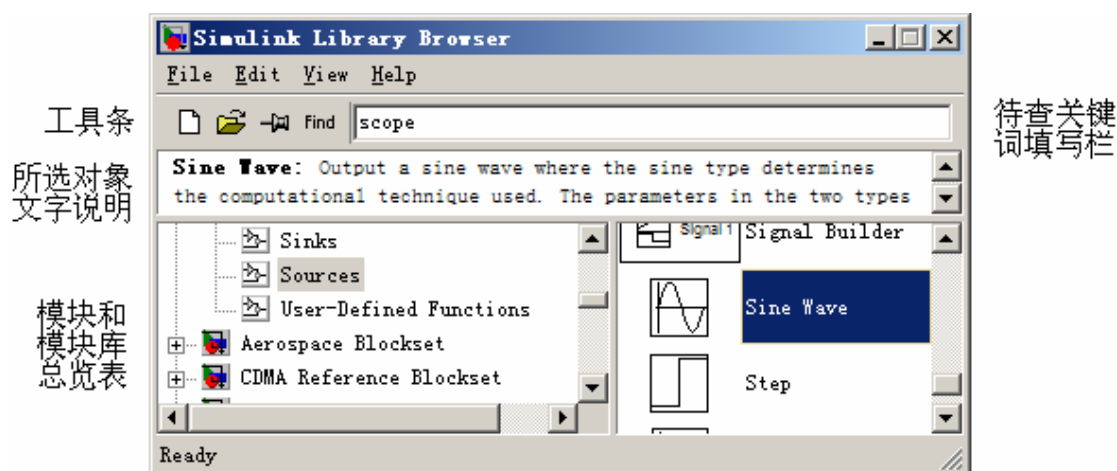 Simulink Library Browser
File Edit View Help
工具条
Find scope
待查关键
词填写栏
所选对象
文字说明
Sine Wave: Output a sine wave where the sine type determines
the computational technique used. The parameters in the two types
Sinks
Sources
User-Defined Functions
Aerospace Blockset
CDMA Reference Blockset
模块和
模块库
总览表
Signal 1 Signal Builder
Sine Wave
Step
Ready